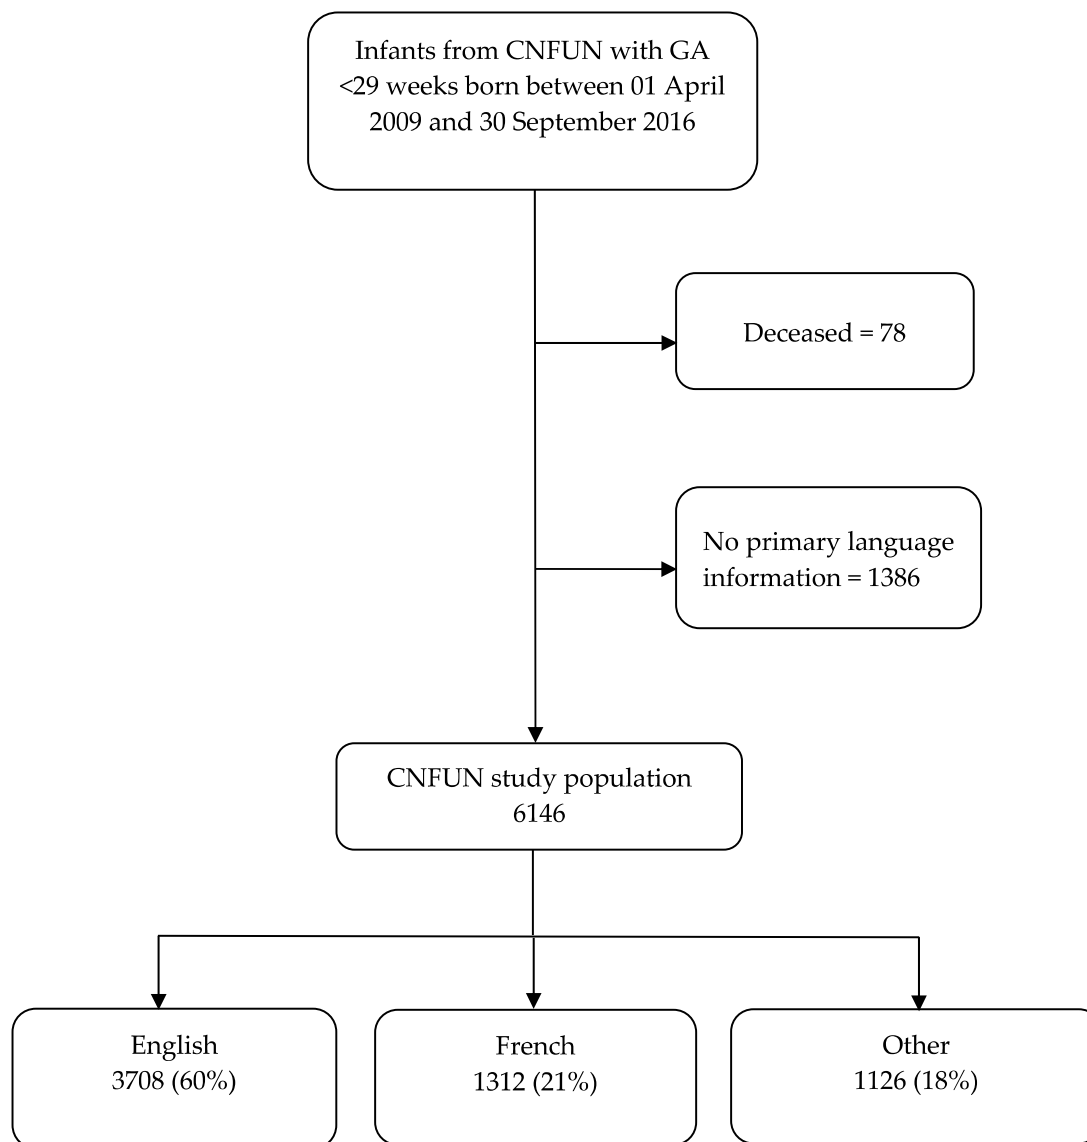 Infants from CNFUN with GA
<29 weeks born between 01 April
2009 and 30 September 2016
Deceased = 78
No primary language
information = 1386
CNFUN study population
6146
English
3708 (60%)
French
1312 (21%)
Other
1126 (18%)